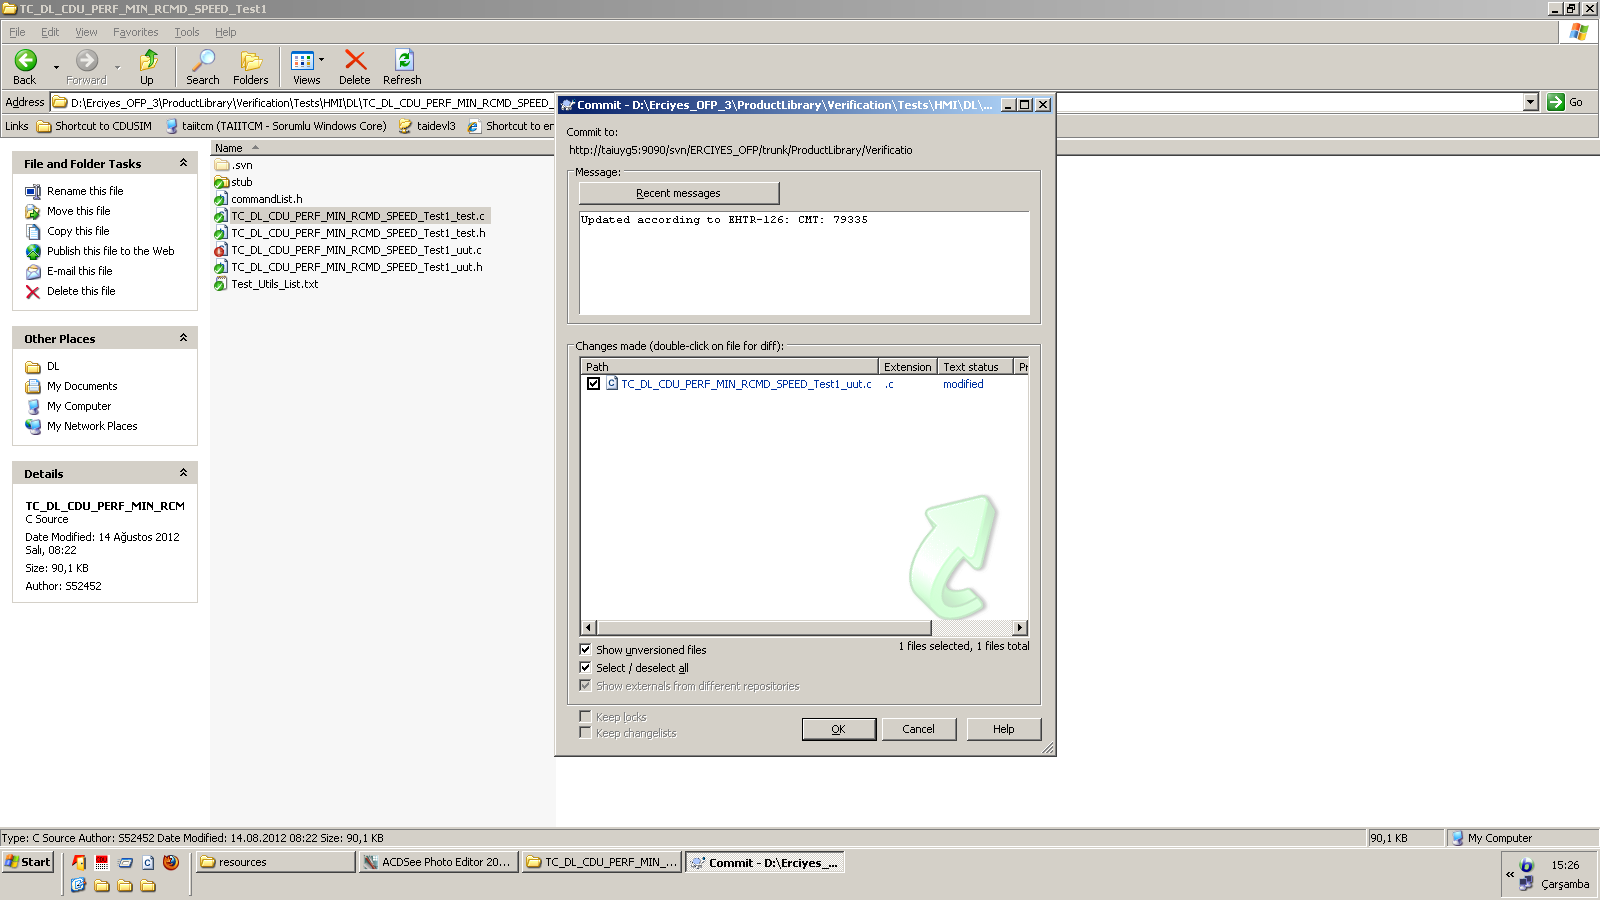 TC_DL_CDU_PERF_MIN_RCMD_SPEED_Test1
File Edit View Favorites Tools Help
Back Forward Up Search Folders Views Delete Refresh
Address D:\Erciyes_OFP_3\ProductLibrary\Verification\Tests\HMI\DL\TC_DL_CDU_PERF_MIN_RCMD_SPEED_ Go
Links Shortcut to CDUSIM taiitcm (TAIITCM - Sorumlu Windows Core) taidevl3 Shortcut to er
File and Folder Tasks
Rename this file
Move this file
Copy this file
Publish this file to the Web
E-mail this file
Delete this file
Other Places
DL
My Documents
My Computer
My Network Places
Details
TC_DL_CDU_PERF_MIN_RCM
C Source
Date Modified: 14 Ağustos 2012
Salı, 08:22
Size: 90,1 KB
Author: S52452
Name
.svn
stub
commandList.h
TC_DL_CDU_PERF_MIN_RCMD_SPEED_Test1_test.c
TC_DL_CDU_PERF_MIN_RCMD_SPEED_Test1_test.h
TC_DL_CDU_PERF_MIN_RCMD_SPEED_Test1_uut.c
TC_DL_CDU_PERF_MIN_RCMD_SPEED_Test1_uut.h
Test_Utils_List.txt
Commit - D:\Erciyes_OFP_3\ProductLibrary\Verification\Tests\HMI\DL\...
Commit to:
http://taiuyg5:9090/svn/ERCIYES_OFP/trunk/ProductLibrary/Verificatio
Message:
Recent messages
Updated according to EHTR-126: CMT: 79335
Changes made (double-click on file for diff):
Path Extension Text status Pr
TC_DL_CDU_PERF_MIN_RCMD_SPEED_Test1_uut.c .c modified
1 files selected, 1 files total
Show unversioned files
Select / deselect all
Show externals from different repositories
Keep locks
Keep changelists
OK Cancel Help
Type: C Source Author: S52452 Date Modified: 14.08.2012 08:22 Size: 90,1 KB 90,1 KB My Computer
Start resources ACDSee Photo Editor 20... TC_DL_CDU_PERF_MIN_... Commit - D:\Erciyes_... « 15:26
Çarşamba